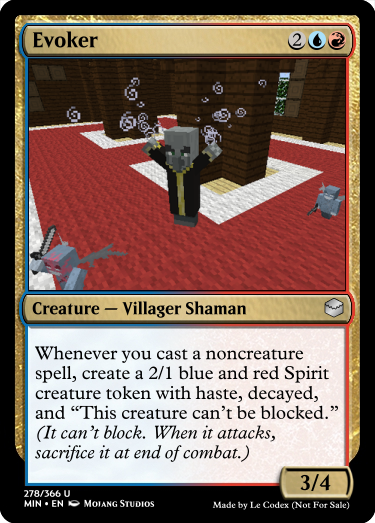 Evoker 2
Creature — Villager Shaman
Whenever you cast a noncreature
spell, create a 2/1 blue and red Spirit
creature token with haste, decayed,
and “This creature can’t be blocked.”
(It can’t block. When it attacks,
sacrifice it at end of combat.)
3/4
278/366 U
MIN • EN Mojang Studios
Made by Le Codex (Not For Sale)